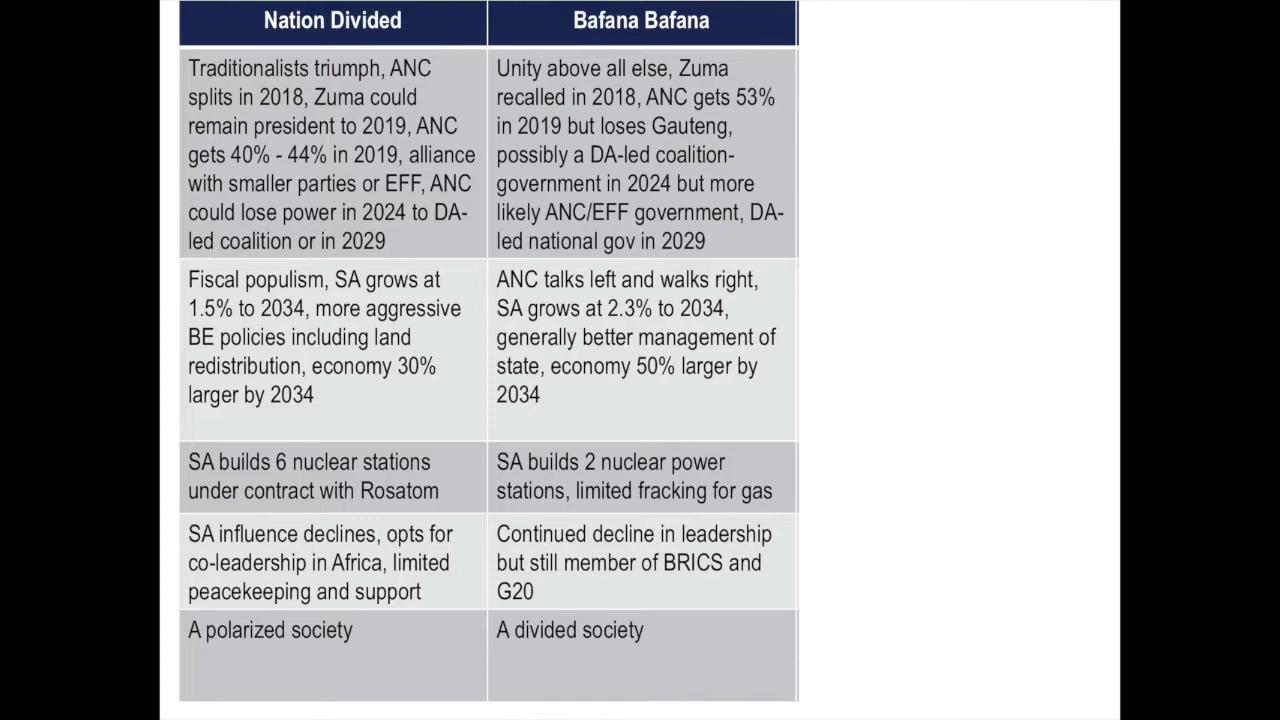 Nation Divided
Bafana Bafana
Traditionalists triumph, ANC
splits in 2018, Zuma could
remain president to 2019, ANC
gets 40% - 44% in 2019, alliance
with smaller parties or EFF, ANC
could lose power in 2024 to DA-
led coalition or in 2029
Unity above all else, Zuma
recalled in 2018, ANC gets 53%
in 2019 but loses Gauteng,
possibly a DA-led coalition-
government in 2024 but more
likely ANC/EFF government, DA-
led national gov in 2029
Fiscal populism, SA grows at
1.5% to 2034, more aggressive
BE policies including land
redistribution, economy 30%
larger by 2034
ANC talks left and walks right,
SA grows at 2.3% to 2034,
generally better management of
state, economy 50% larger by
2034
SA builds 6 nuclear stations
under contract with Rosatom
SA builds 2 nuclear power
stations, limited fracking for gas
SA influence declines, opts for
co-leadership in Africa, limited
peacekeeping and support
Continued decline in leadership
but still member of BRICS and
G20
A polarized society
A divided society